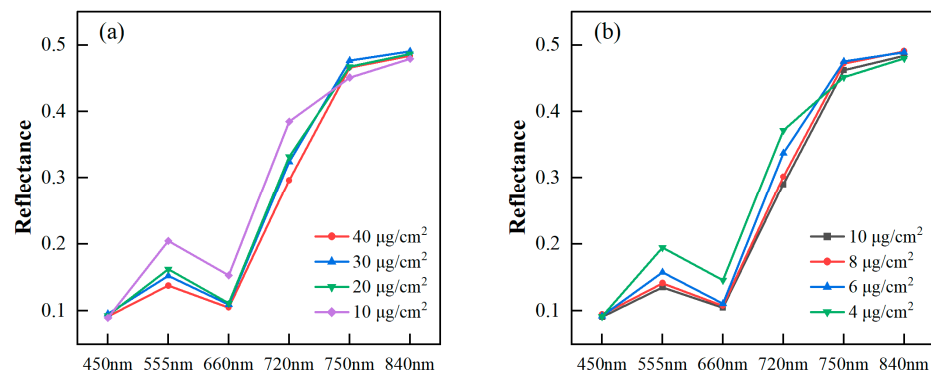 (a)
Reflectance
0.5
0.4
0.3
0.2
0.1
40 μg/cm²
30 μg/cm²
20 μg/cm²
10 μg/cm²
450nm 555nm 660nm 720nm 750nm 840nm
(b)
Reflectance
0.5
0.4
0.3
0.2
0.1
10 μg/cm²
8 μg/cm²
6 μg/cm²
4 μg/cm²
450nm 555nm 660nm 720nm 750nm 840nm